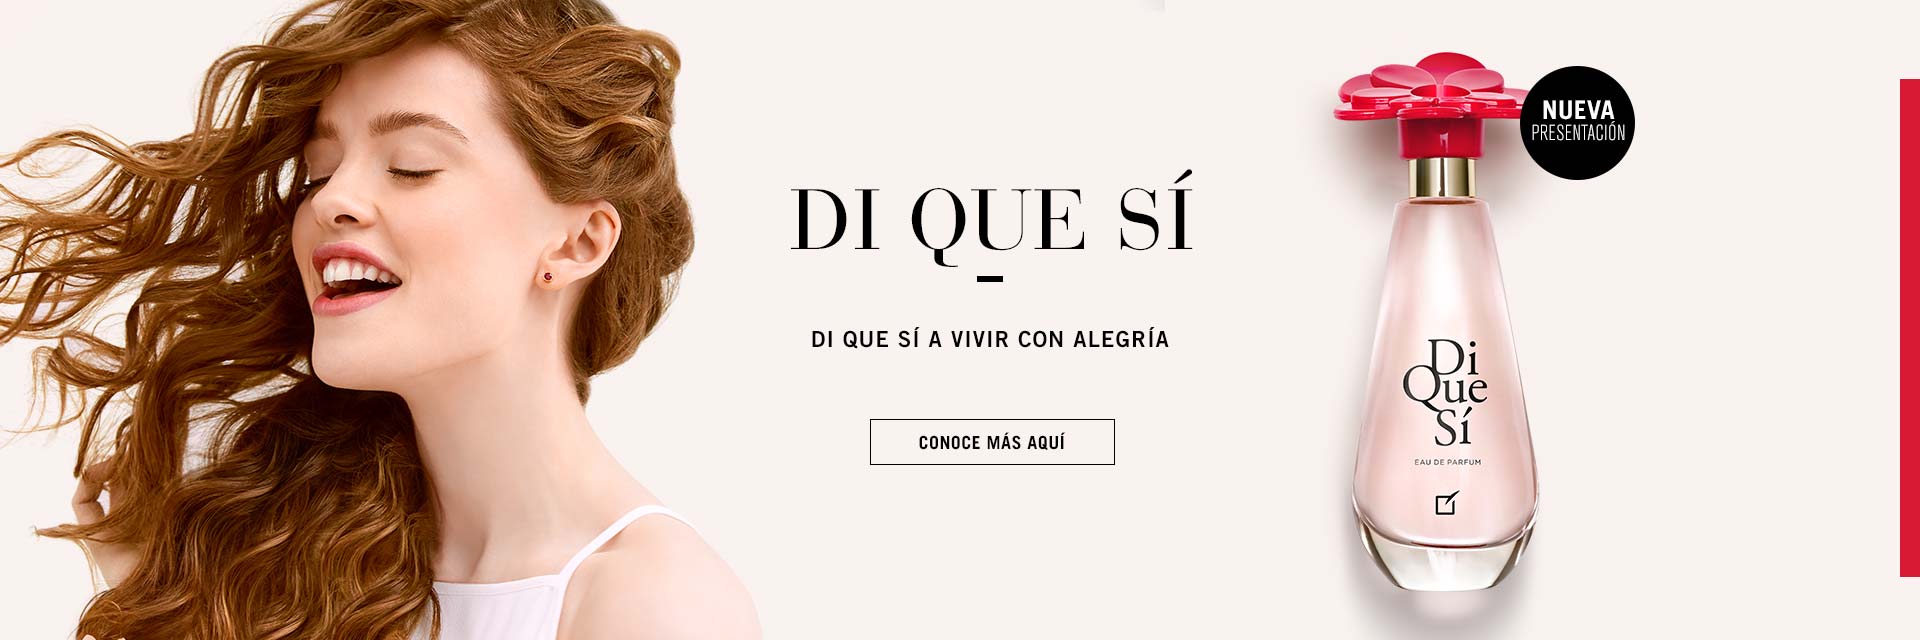 DI QUE SÍ
DI QUE SÍ A VIVIR CON ALEGRÍA
CONOCE MÁS AQUÍ
NUEVA
PRESENTACIÓN
Di
Que
Sí
EAU DE PARFUM